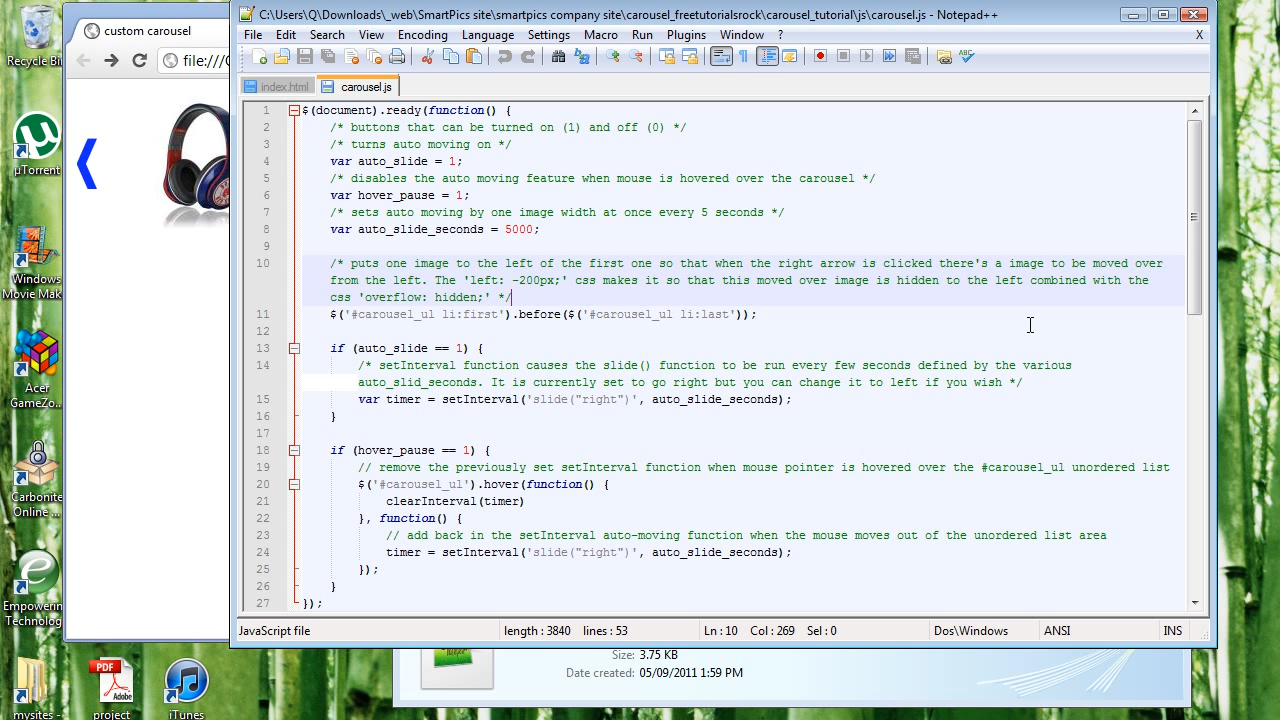 C:\Users\Q\Downloads\_web\SmartPics.se\smartpics company site\carousel_freetutorialsrock\carousel_tutorial\js\carousel.js - Notepad++
File Edit Search View Encoding Language Settings Macro Run Plugins Window ? X
index.html carousel.js
1 $(document).ready(function()
2 /* buttons that can be turned on (1) and off (0) */
3 /* turns auto moving on */
4 var auto_slide = 1;
5 /* disables the auto moving feature when mouse is hovered over the carousel */
6 var hover_pause = 1;
7 /* sets auto moving by one image width at once every 5 seconds */
8 var auto_slide_seconds = 5000;
9
10 /* puts one image to the left of the first one so that when the right arrow is clicked there's a image to be moved over
from the left. The 'left: -200px;' css makes it so that this moved over image is hidden to the left combined with the
css 'overflow: hidden;' */
11 $('#carousel_ul li:first').before($('#carousel_ul li:last'));
12
13 if (auto_slide == 1) {
14 /* setInterval function causes the slide() function to be run every few seconds defined by the various
auto_slid_seconds. It is currently set to go right but you can change it to left if you wish */
15 var timer = setInterval('slide("right")', auto_slide_seconds);
16 }
17
18 if (hover_pause == 1) {
19 // remove the previously set setInterval function when mouse pointer is hovered over the #carousel_ul unordered list
20 $('#carousel_ul').hover(function() {
21 clearInterval(timer)
22 }, function() {
23 // add back in the setInterval auto-moving function when the mouse moves out of the unordered list area
24 timer = setInterval('slide("right")', auto_slide_seconds);
25 });
26 }
27 });
JavaScript file length : 3840 lines : 53 Ln : 10 Col : 269 Sel : 0 Dos\Windows ANSI INS
custom carousel
file:///
Recycle Bi
µTorrent
Windows
Movie Mak
Acer
GameZo...
Carbonite
Online ...
Empowerin
Technolog
mysites -
PDF
Adobe
project
iTunes
Size: 3.75 KB
Date created: 05/09/2011 1:59 PM